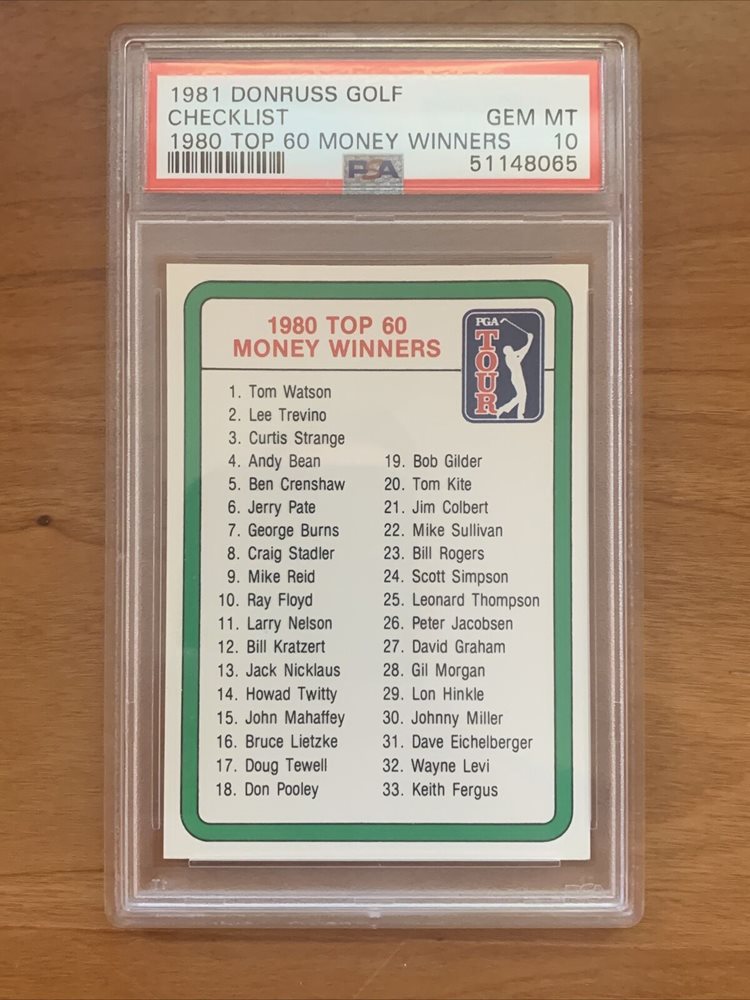 1981 DONRUSS GOLF
CHECKLIST GEM MT
1980 TOP 60 MONEY WINNERS 10
PSA 51148065
1980 TOP 60
MONEY WINNERS
PGA
TOUR
1. Tom Watson
2. Lee Trevino
3. Curtis Strange
4. Andy Bean
5. Ben Crenshaw
6. Jerry Pate
7. George Burns
8. Craig Stadler
9. Mike Reid
10. Ray Floyd
11. Larry Nelson
12. Bill Kratzert
13. Jack Nicklaus
14. Howad Twitty
15. John Mahaffey
16. Bruce Lietzke
17. Doug Tewell
18. Don Pooley
19. Bob Gilder
20. Tom Kite
21. Jim Colbert
22. Mike Sullivan
23. Bill Rogers
24. Scott Simpson
25. Leonard Thompson
26. Peter Jacobsen
27. David Graham
28. Gil Morgan
29. Lon Hinkle
30. Johnny Miller
31. Dave Eichelberger
32. Wayne Levi
33. Keith Fergus